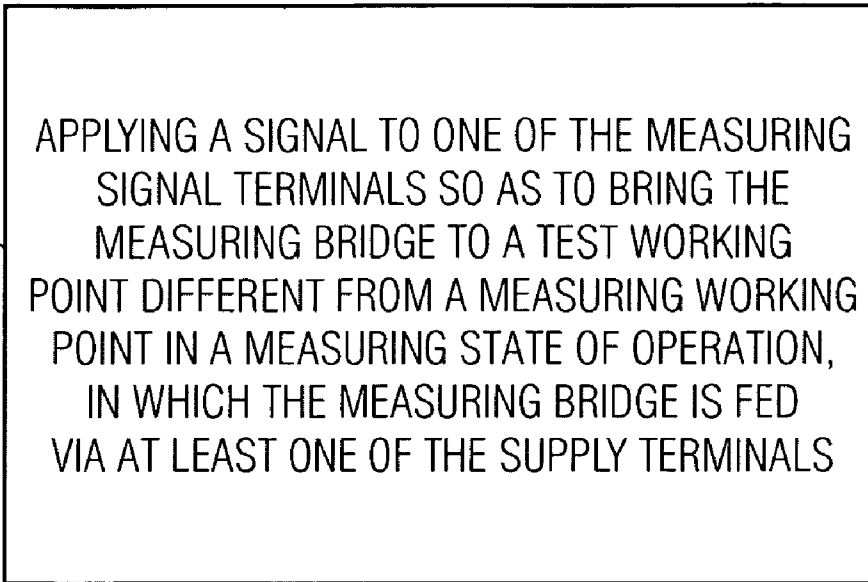 APPLYING A SIGNAL TO ONE OF THE MEASURING
SIGNAL TERMINALS SO AS TO BRING THE
MEASURING BRIDGE TO A TEST WORKING
POINT DIFFERENT FROM A MEASURING WORKING
POINT IN A MEASURING STATE OF OPERATION,
IN WHICH THE MEASURING BRIDGE IS FED
VIA AT LEAST ONE OF THE SUPPLY TERMINALS